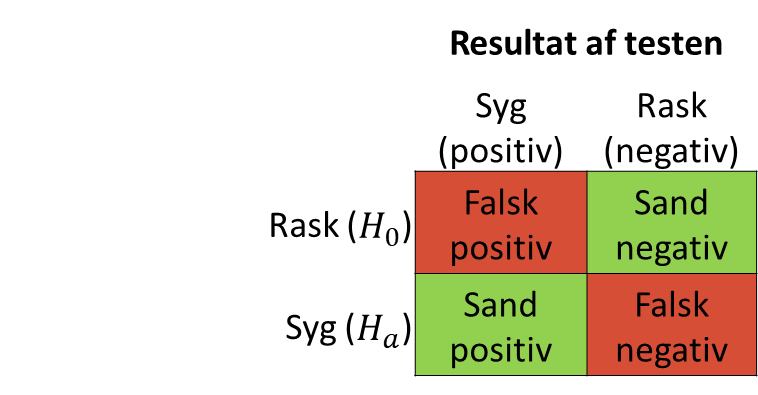 Resultat af testen
Syg Rask
(positiv) (negativ)
Rask (H₀) Falsk Sand
positiv negativ
Syg (Hₐ) Sand Falsk
positiv negativ